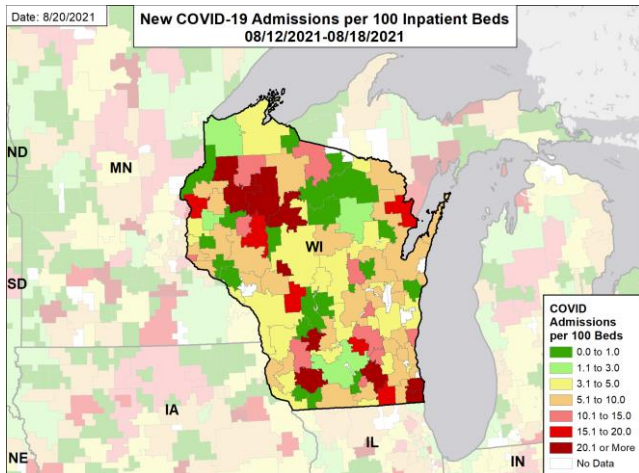 Date: 8/20/2021
New COVID-19 Admissions per 100 Inpatient Beds
08/12/2021-08/18/2021
ND
MN
WI
SD
IA
NE
IL
IN
COVID
Admissions
per 100 Beds
0.0 to 1.0
1.1 to 3.0
3.1 to 5.0
5.1 to 10.0
10.1 to 15.0
15.1 to 20.0
20.1 or More
No Data